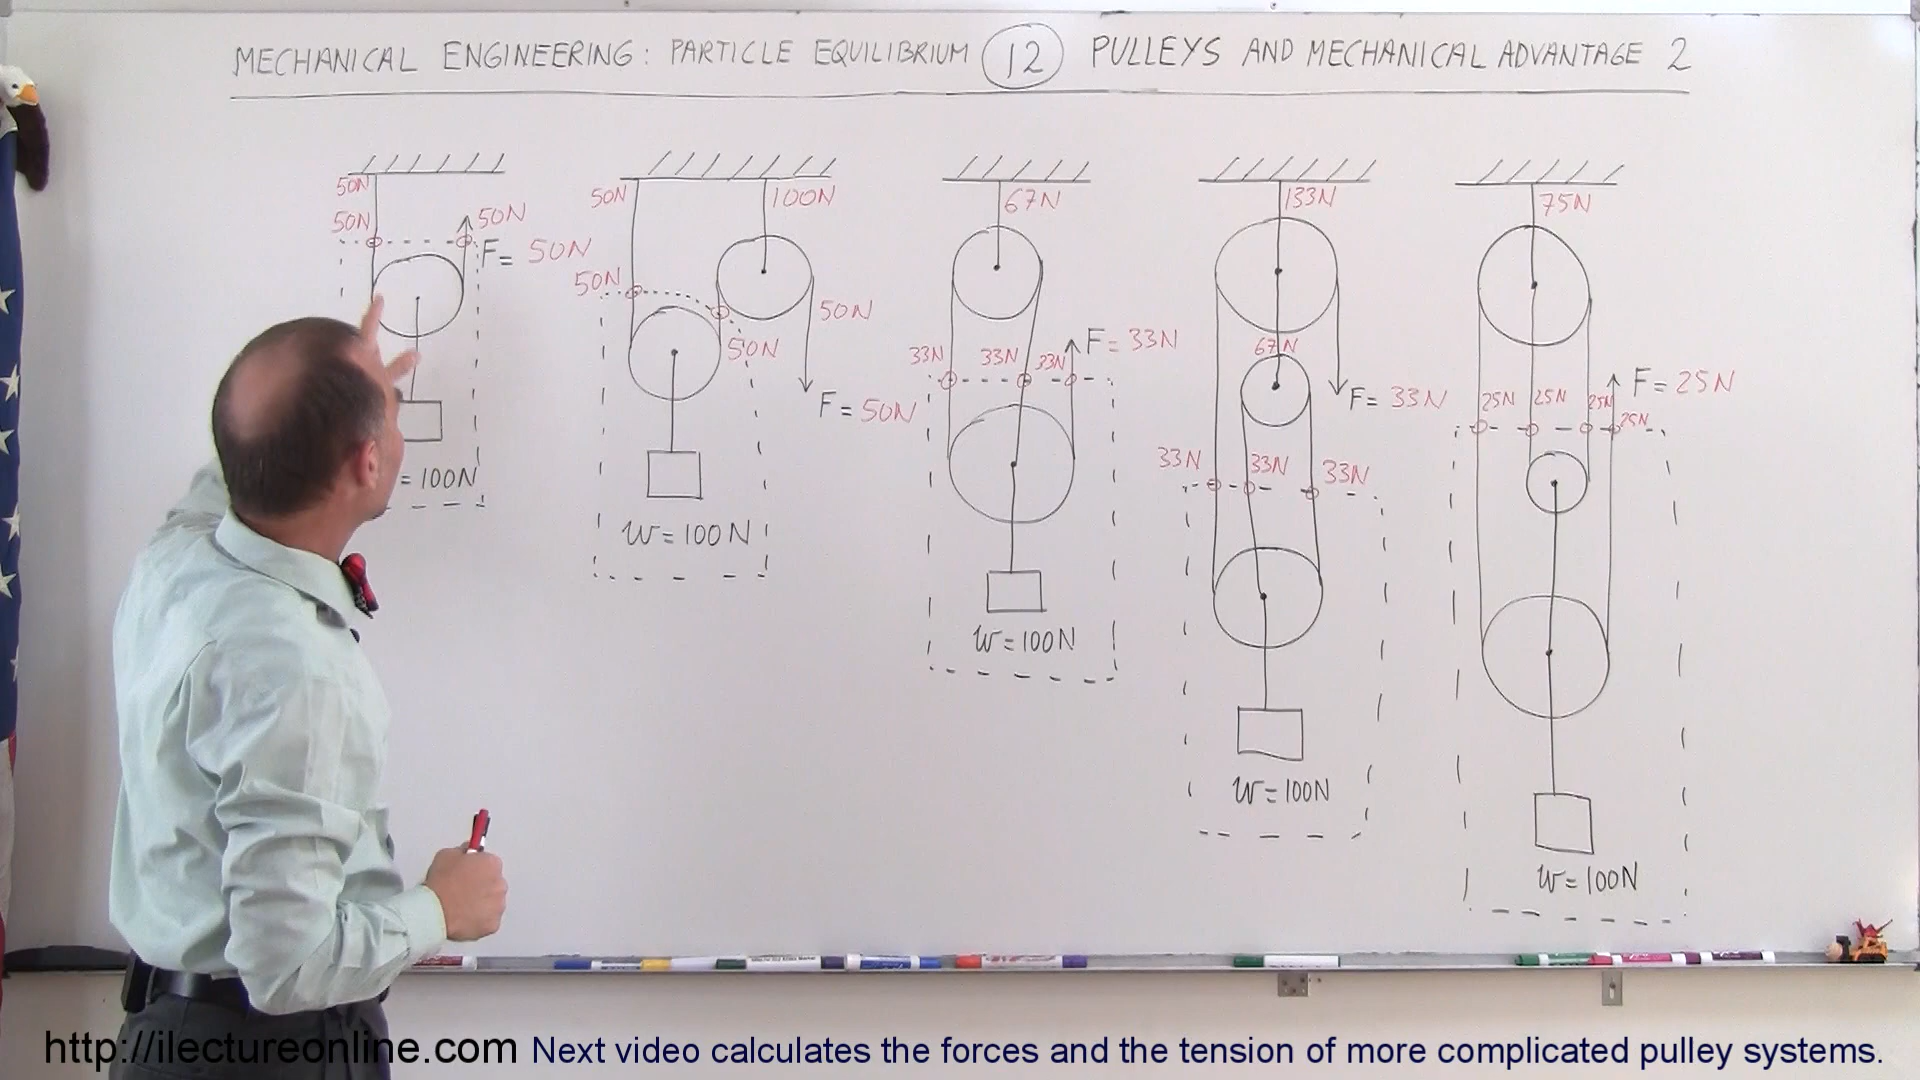 MECHANICAL ENGINEERING: PARTICLE EQUILIBRIUM 12 PULLEYS AND MECHANICAL ADVANTAGE 2
50N
50N
50N
F= 50N
= 100N
50N
100N
50N
50N
50N
F= 50N
W=100N
67N
33N
33N
33N
F= 33N
W=100N
133N
67N
F= 33N
33N
33N
33N
W=100N
75N
25N
25N
25N
25N
F= 25N
W=100N
http://ilectureonline.com Next video calculates the forces and the tension of more complicated pulley systems.